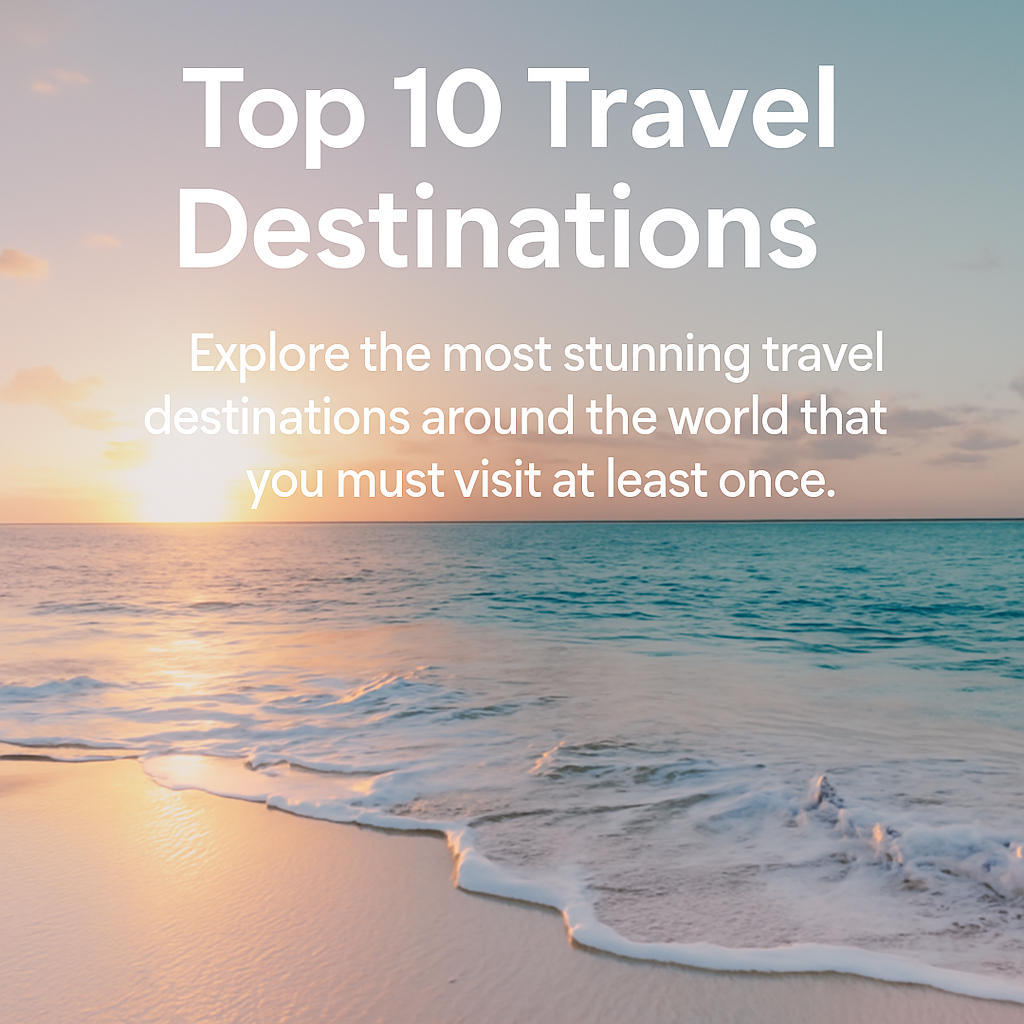 Top 10 Travel
Destinations
Explore the most stunning travel
destinations around the world that
you must visit at least once.